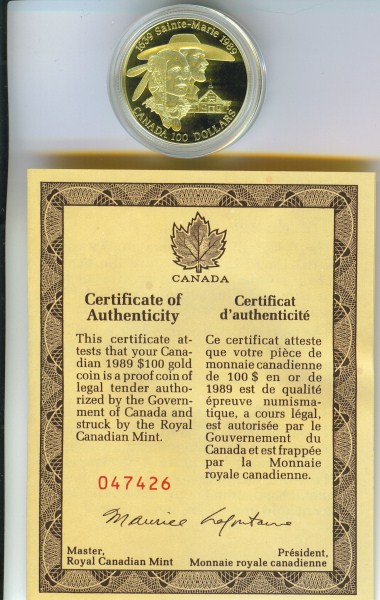 1639 Sainte-Marie 1989
CANADA 100 DOLLARS
CANADA
Certificate of
Authenticity
This certificate at-
tests that your Cana-
dian 1989 $100 gold
coin is a proof coin of
legal tender autho-
rized by the Govern-
ment of Canada and
struck by the Royal
Canadian Mint.
Certificat
d'authenticité
Ce certificat atteste
que votre pièce de
monnaie canadienne
de 100 $ en or de
1989 est de qualité
épreuve numisma-
tique, a cours légal,
est autorisée par le
Gouvernement du
Canada et est frappée
par la Monnaie
royale canadienne.
047426
Maurice Lafontaine
Master,
Royal Canadian Mint
Président,
Monnaie royale canadienne